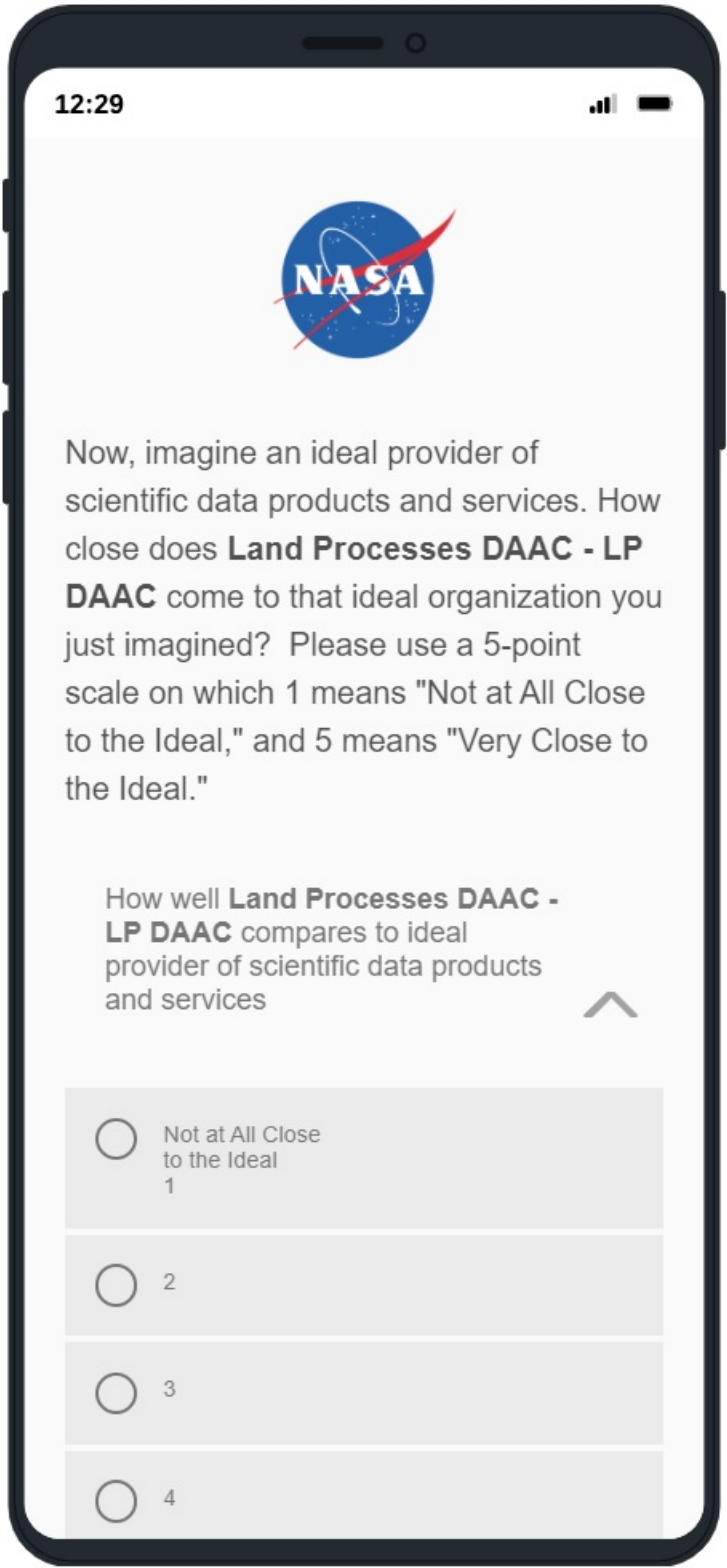 12:29
NASA
Now, imagine an ideal provider of
scientific data products and services. How
close does Land Processes DAAC - LP
DAAC come to that ideal organization you
just imagined?  Please use a 5-point
scale on which 1 means "Not at All Close
to the Ideal," and 5 means "Very Close to
the Ideal."
How well Land Processes DAAC -
LP DAAC compares to ideal
provider of scientific data products
and services
Not at All Close
to the Ideal
1
2
3
4